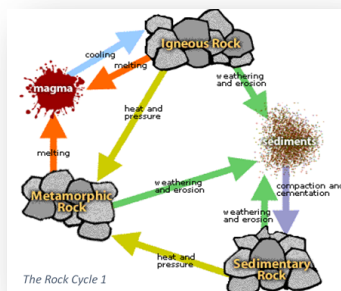 cooling
Igneous Rock
melting
magma
weathering
and erosion
heat and
pressure
sediments
melting
compaction and
cementation
weathering
and erosion
Metamorphic
Rock
weathering
and erosion
heat and
pressure
Sedimentary
Rock
The Rock Cycle 1